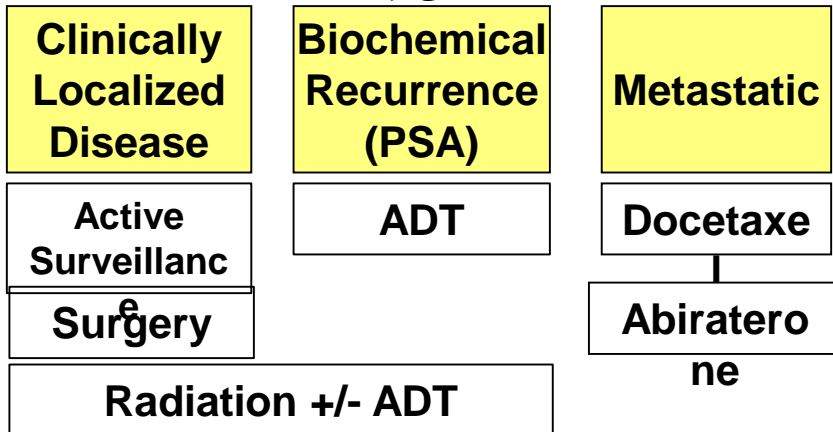 Clinically
Localized
Disease
Biochemical
Recurrence
(PSA)
Metastatic
Active
Surveillanc
e
Surgery
ADT
Docetaxe
l
Abiratero
ne
Radiation +/- ADT